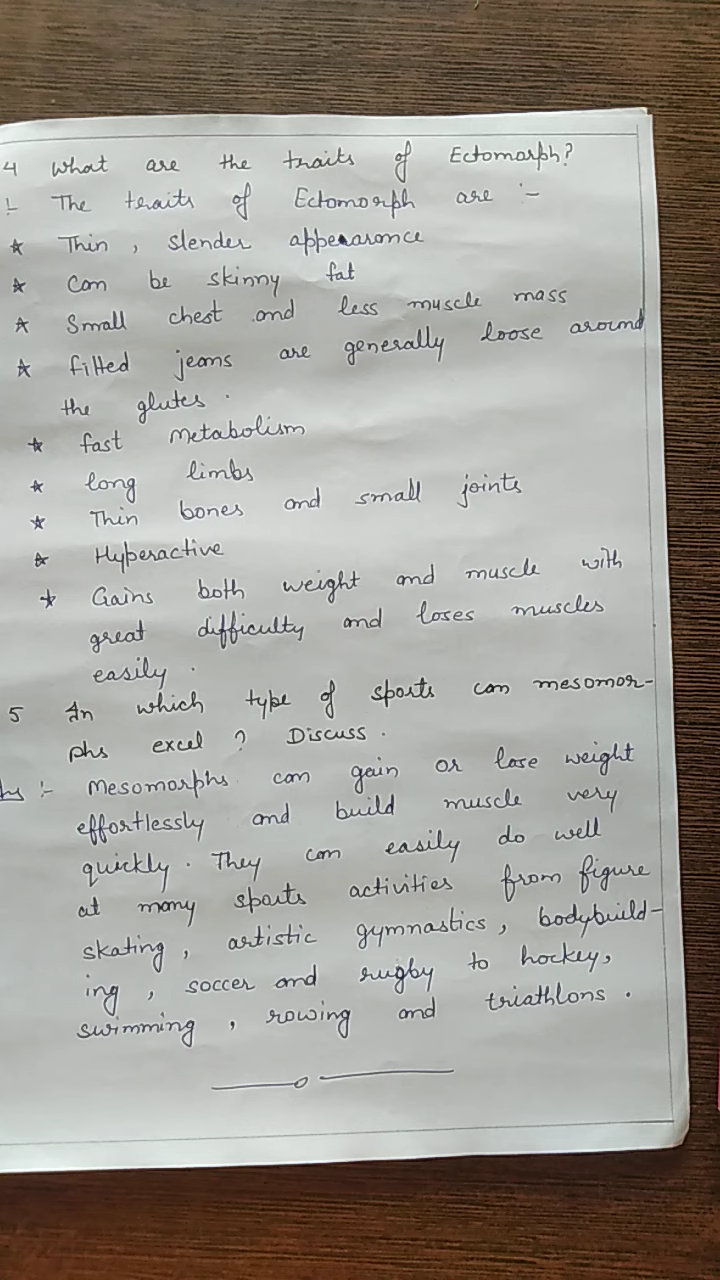 4 What are the traits of Ectomorph?
:- The traits of Ectomorph are :-
* Thin, slender appearance
* Can be skinny fat
* Small chest and less muscle mass
* fitted jeans are generally loose around
the glutes.
* fast Metabolism
* long limbs
* Thin bones and small joints
* Hyperactive
* Gains both weight and muscle with
great difficulty and loses muscles
easily.
5 In which type of sports can mesomor-
phs excel? Discuss.
:- Mesomorphs can gain or lose weight
effortlessly and build muscle very
quickly. They can easily do well
at many sports activities from figure
skating, artistic gymnastics, bodybuild-
ing, soccer and rugby to hockey,
swimming, rowing and triathlons.